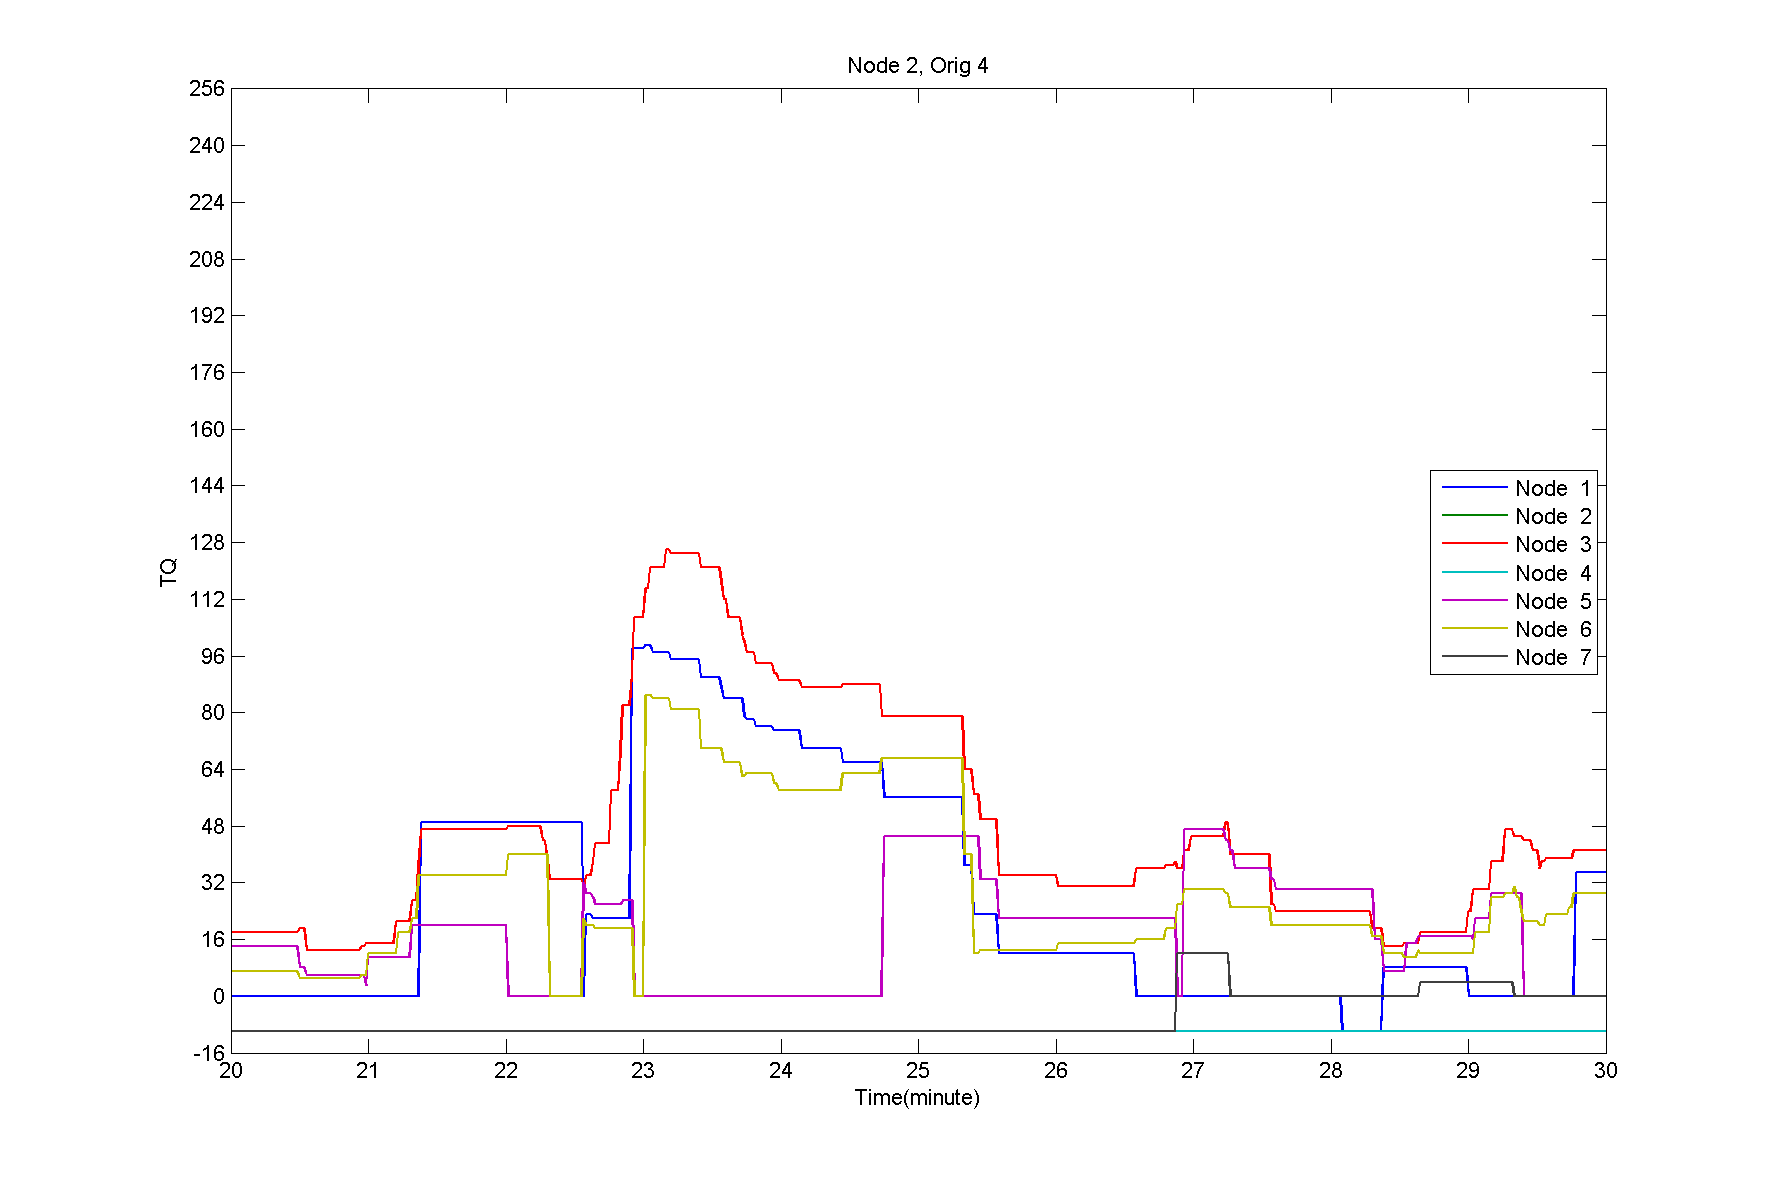 Node 2, Orig 4
256
240
224
208
192
176
160
144
128
112
96
80
64
48
32
16
0
-16
TQ
Node 1
Node 2
Node 3
Node 4
Node 5
Node 6
Node 7
20 21 22 23 24 25 26 27 28 29 30
Time(minute)